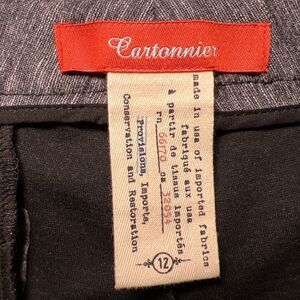 Cartonnier
made in usa of imported fabrics
fabriqué aux usa
à partir de tissus importés
rn 66170 ca 32054
Provisions, Imports,
Conservation and Restoration
12